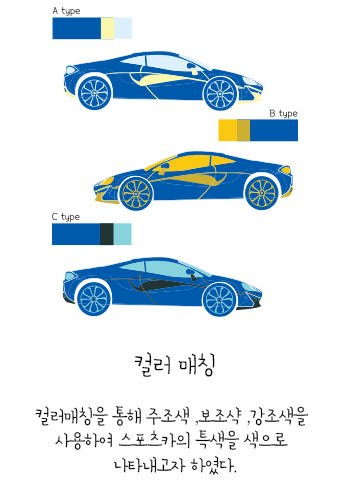 A type
B type
C type
컬러 매칭
컬러매칭을 통해 주조색 ,보조샥 ,강조색을
사용하여 스포츠카의 특색을 색으로
나타내고자 하였다.